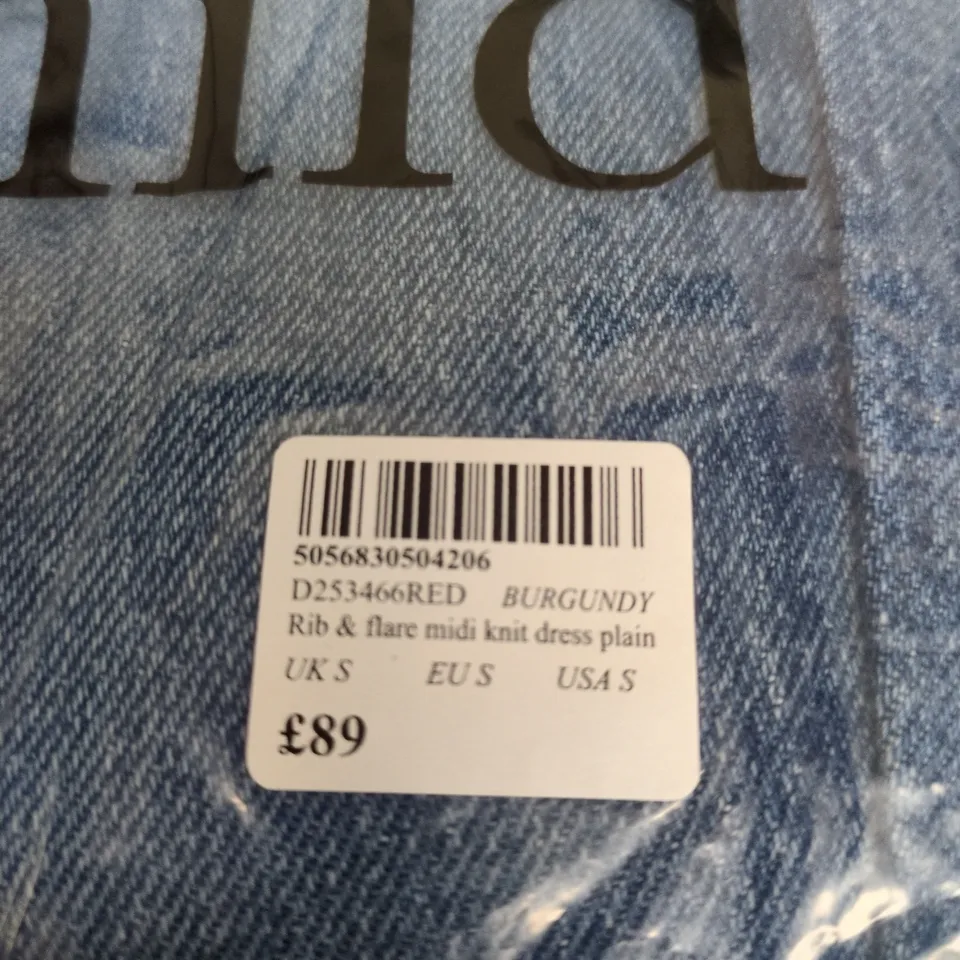 5056830504206
D253466RED BURGUNDY
Rib & flare midi knit dress plain
UK S EU S USA S
£89